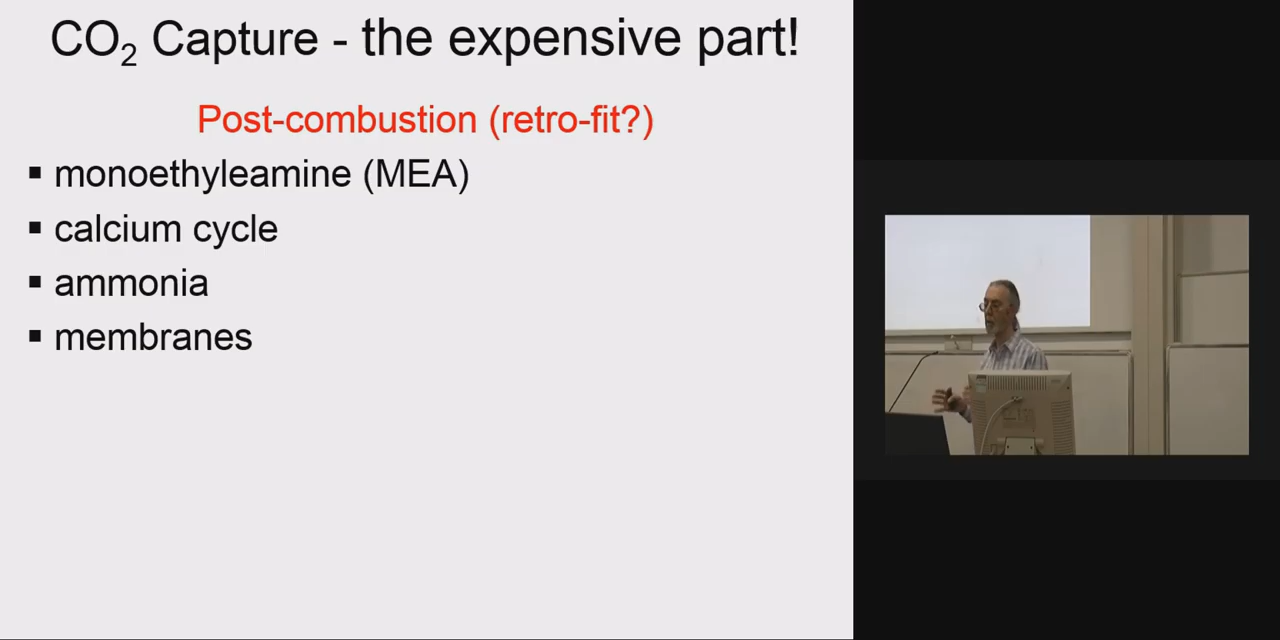 CO₂ Capture - the expensive part!
Post-combustion (retro-fit?)
▪ monoethyleamine (MEA)
▪ calcium cycle
▪ ammonia
▪ membranes